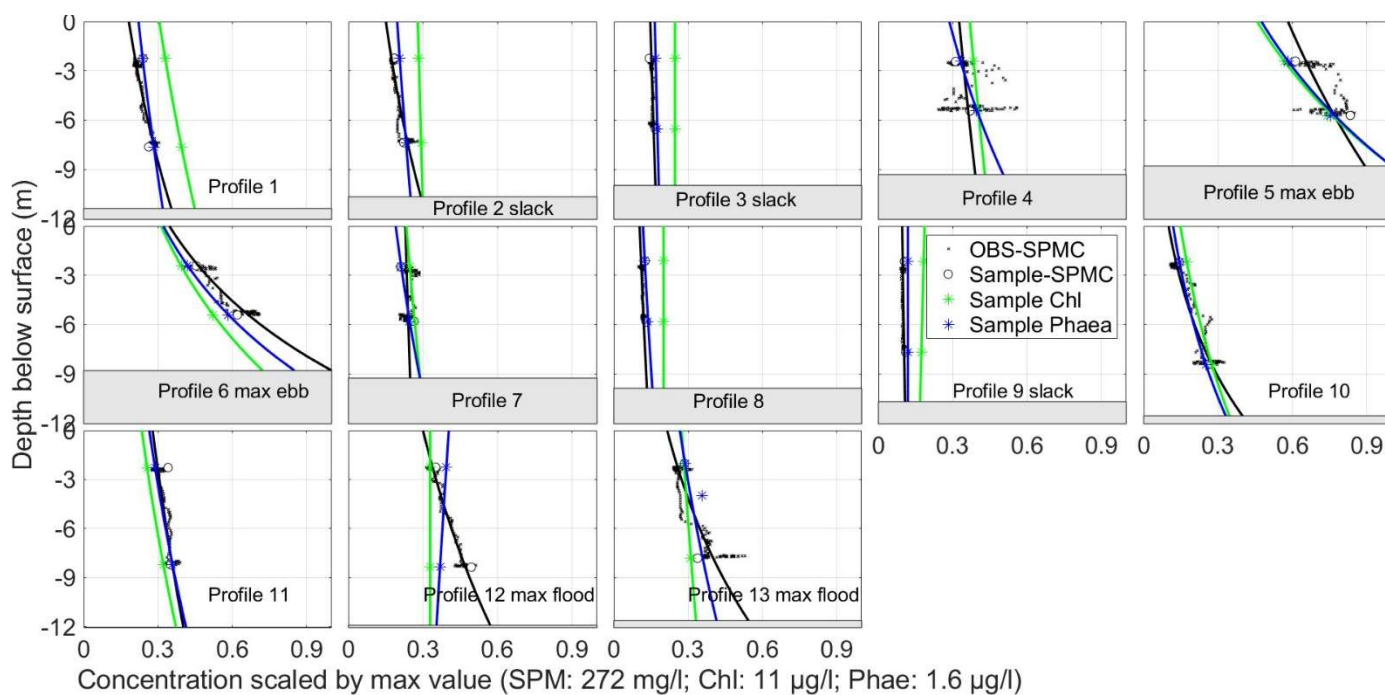 0
-3
-6
-9
-12
Profile 1
Profile 2 slack
Profile 3 slack
Profile 4
Profile 5 max ebb
0
-3
-6
-9
-12
Profile 6 max ebb
Profile 7
Profile 8
Profile 9 slack
Profile 10
OBS-SPMC
Sample-SPMC
Sample Chl
Sample Phaea
0 0.3 0.6 0.9
0 0.3 0.6 0.9
0
-3
-6
-9
-12
Profile 11
Profile 12 max flood
Profile 13 max flood
0 0.3 0.6 0.9
0 0.3 0.6 0.9
0 0.3 0.6 0.9
Depth below surface (m)
Concentration scaled by max value (SPM: 272 mg/l; Chl: 11 μg/l; Phae: 1.6 μg/l)